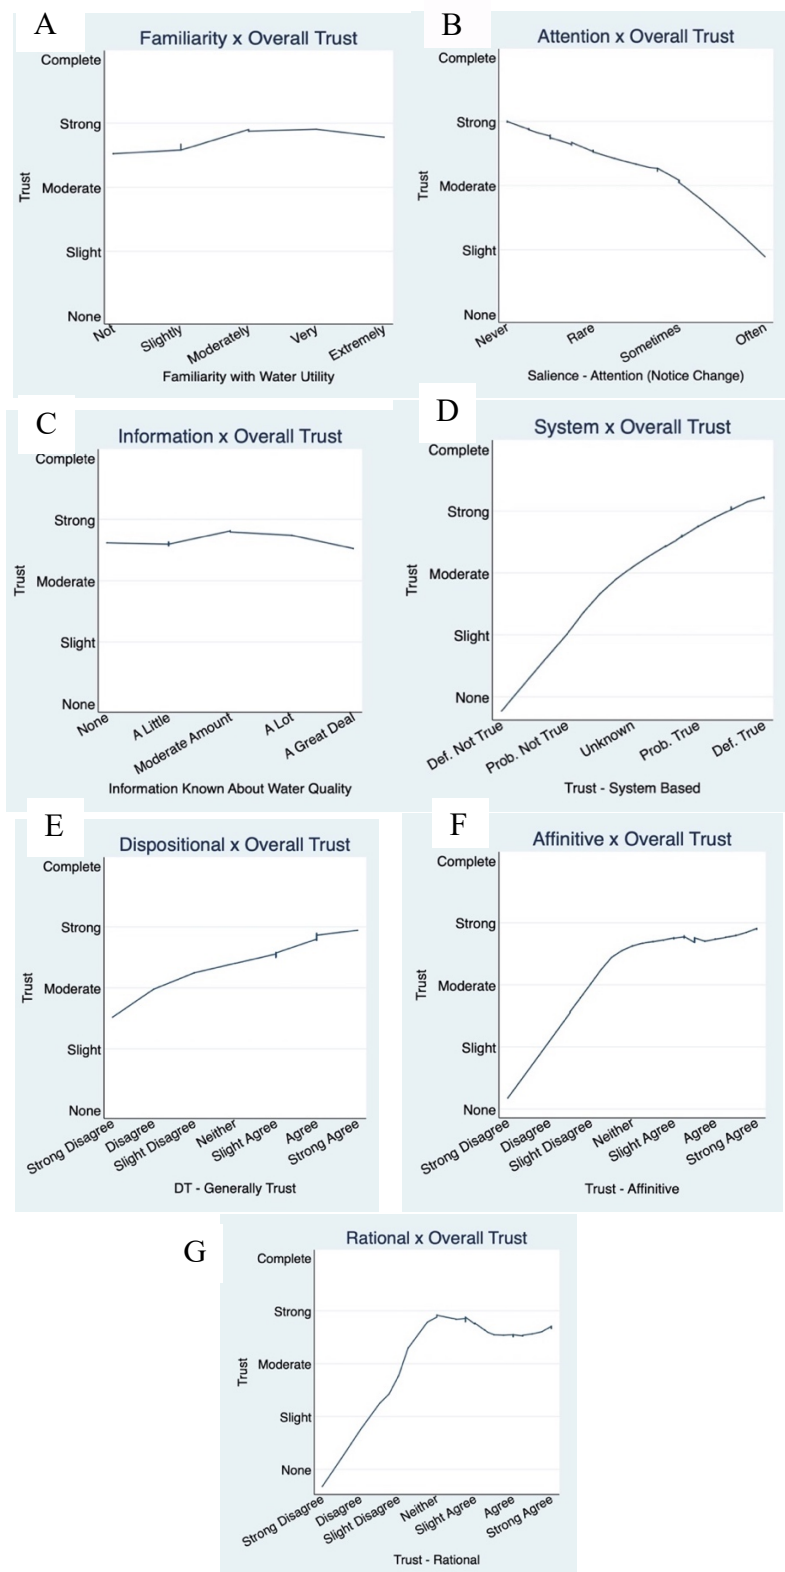 A
Familiarity x Overall Trust
Complete
Strong
Moderate
Slight
None
Trust
Not
Slightly
Moderately
Very
Extremely
Familiarity with Water Utility
B
Attention x Overall Trust
Complete
Strong
Moderate
Slight
None
Trust
Never
Rare
Sometimes
Often
Salience - Attention (Notice Change)
C
Information x Overall Trust
Complete
Strong
Moderate
Slight
None
Trust
None
A Little
Moderate Amount
A Lot
A Great Deal
Information Known About Water Quality
D
System x Overall Trust
Complete
Strong
Moderate
Slight
None
Trust
Def. Not True
Prob. Not True
Unknown
Prob. True
Def. True
Trust - System Based
E
Dispositional x Overall Trust
Complete
Strong
Moderate
Slight
None
Trust
Strong Disagree
Disagree
Slight Disagree
Neither
Slight Agree
Agree
Strong Agree
DT - Generally Trust
F
Affinitive x Overall Trust
Complete
Strong
Moderate
Slight
None
Trust
Strong Disagree
Disagree
Slight Disagree
Neither
Slight Agree
Agree
Strong Agree
Trust - Affinitive
G
Rational x Overall Trust
Complete
Strong
Moderate
Slight
None
Trust
Strong Disagree
Disagree
Slight Disagree
Neither
Slight Agree
Agree
Strong Agree
Trust - Rational